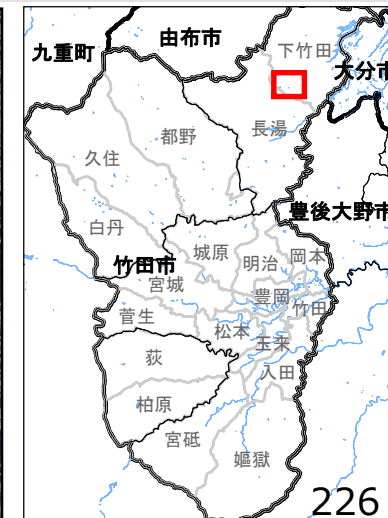 由布市
下竹田
九重町
大分市
長湯
都野
久住
豊後大野市
白丹
城原
岡本
明治
竹田市
宮城
豊岡
竹田
菅生
松本
玉来
荻
入田
柏原
宮砥
嫗獄
226